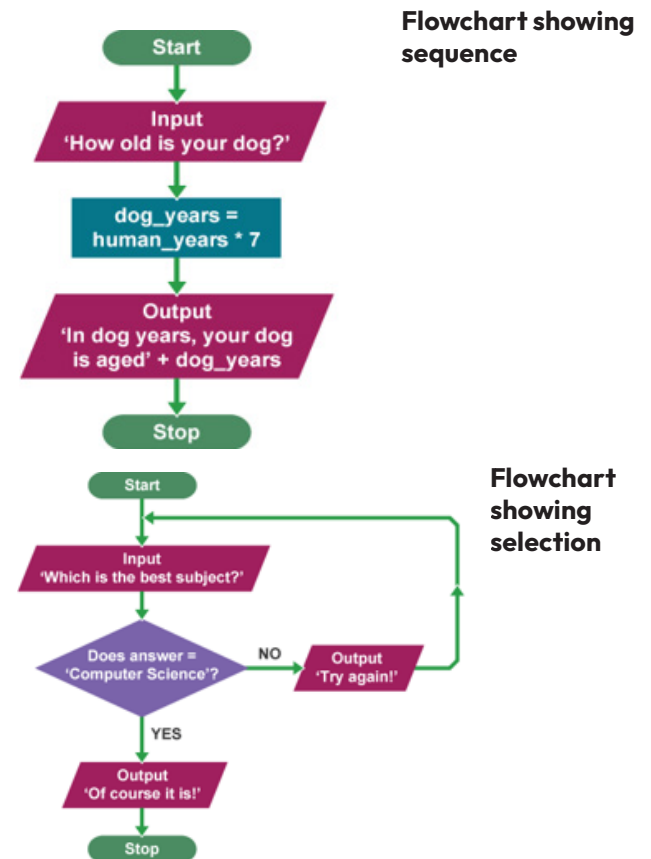 Flowchart showing
sequence
Start
Input
‘How old is your dog?’
dog_years =
human_years * 7
Output
‘In dog years, your dog
is aged’ + dog_years
Stop
Flowchart
showing
selection
Start
Input
‘Which is the best subject?’
Does answer =
‘Computer Science’?
NO
Output
‘Try again!’
YES
Output
‘Of course it is!’
Stop